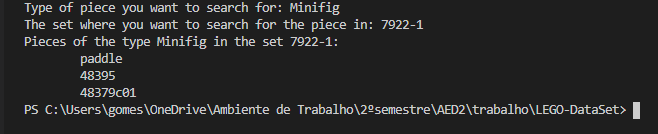 Type of piece you want to search for: Minifig
The set where you want to search for the piece in: 7922-1
Pieces of the type Minifig in the set 7922-1:
paddle
48395
48379c01
PS C:\Users\gomes\OneDrive\Ambiente de Trabalho\2ºsemestre\AED2\trabalho\LEGO-DataSet>